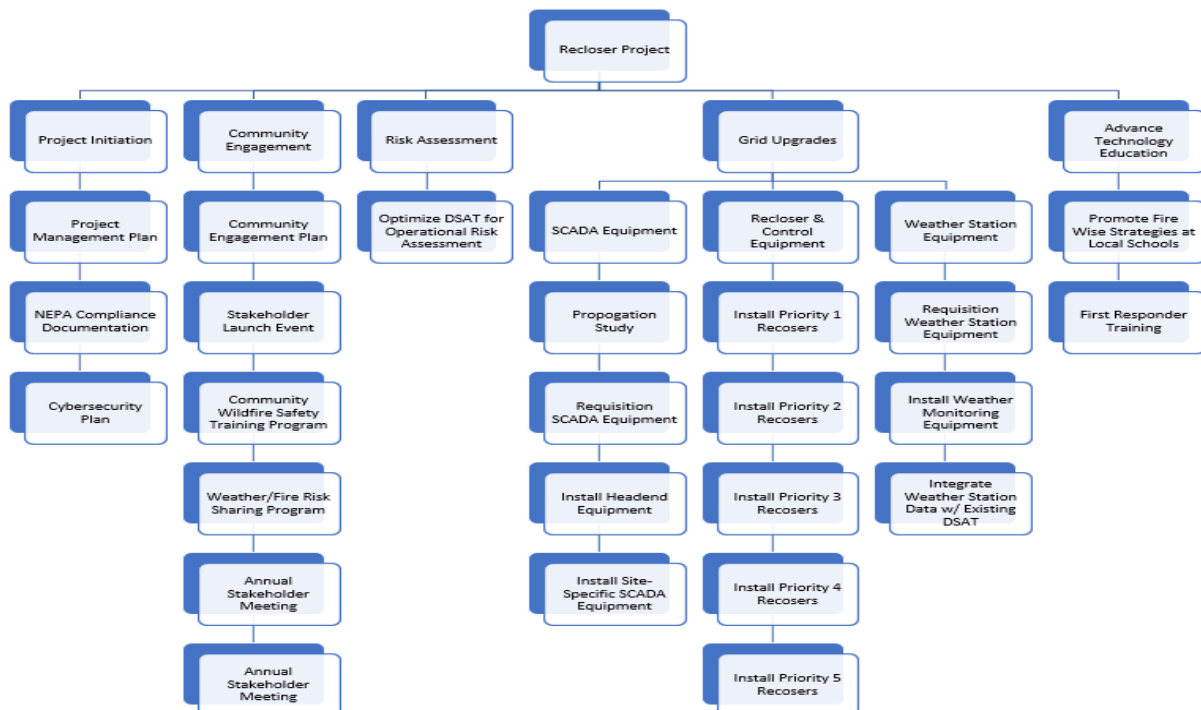 Recloser Project
Project Initiation
Community
Engagement
Risk Assessment
Grid Upgrades
Advance
Technology
Education
Project
Management Plan
Community
Engagement Plan
Optimize DSAT for
Operational Risk
Assessment
SCADA Equipment
Recloser &
Control
Equipment
Weather Station
Equipment
Promote Fire
Wise Strategies at
Local Schools
NEPA Compliance
Documentation
Stakeholder
Launch Event
Propogation
Study
Install Priority 1
Recosers
Requisition
Weather Station
Equipment
First Responder
Training
Cybersecurity
Plan
Community
Wildfire Safety
Training Program
Requisition
SCADA Equipment
Install Priority 2
Recosers
Install Weather
Monitoring
Equipment
Weather/Fire Risk
Sharing Program
Install Headend
Equipment
Install Priority 3
Recosers
Integrate
Weather Station
Data w/ Existing
DSAT
Annual
Stakeholder
Meeting
Install Site-
Specific SCADA
Equipment
Install Priority 4
Recosers
Annual
Stakeholder
Meeting
Install Priority 5
Recosers